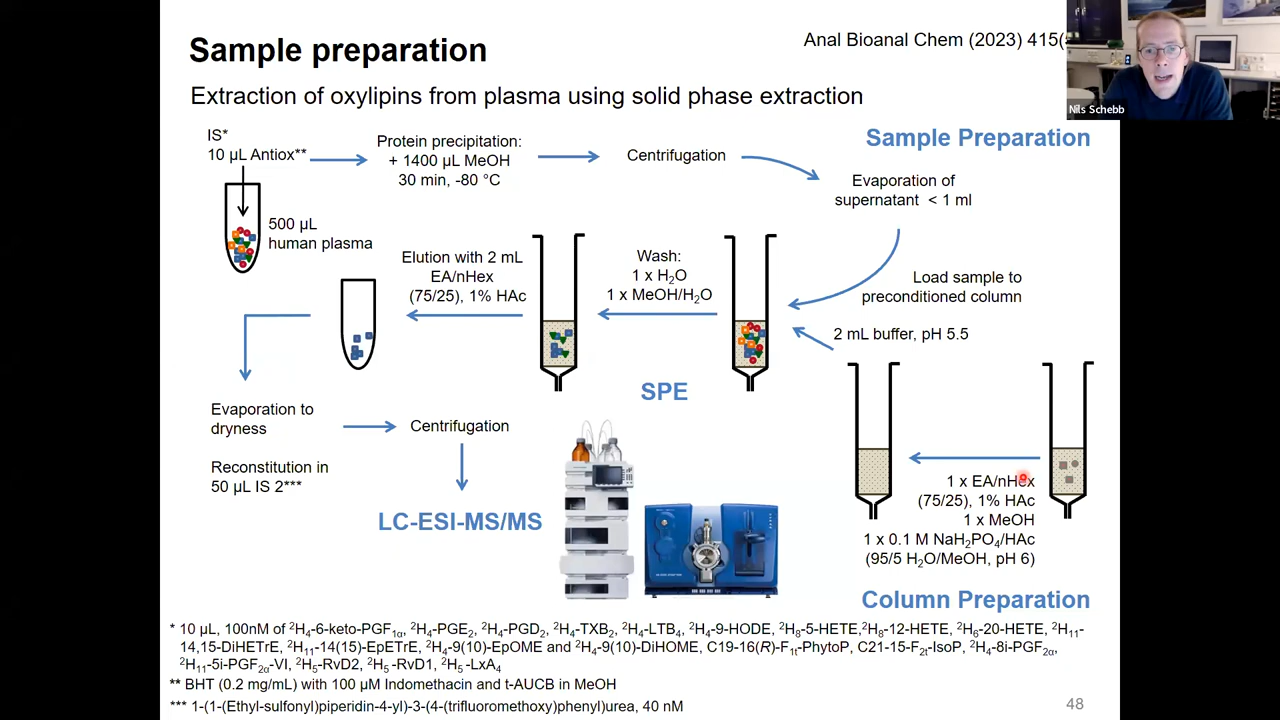 Sample preparation
Anal Bioanal Chem (2023) 415(
Nils Schebb
Extraction of oxylipins from plasma using solid phase extraction
IS*
10 µL Antiox**
Protein precipitation:
+ 1400 µL MeOH
30 min, -80 °C
Centrifugation
Sample Preparation
Evaporation of
supernatant < 1 ml
500 µL
human plasma
Elution with 2 mL
EA/nHex
(75/25), 1% HAc
Wash:
1 x H₂O
1 x MeOH/H₂O
Load sample to
preconditioned column
2 mL buffer, pH 5.5
SPE
Evaporation to
dryness
Centrifugation
Reconstitution in
50 µL IS 2***
LC-ESI-MS/MS
1 x EA/nHex
(75/25), 1% HAc
1 x MeOH
1 x 0.1 M NaH₂PO₄/HAc
(95/5 H₂O/MeOH, pH 6)
Column Preparation
* 10 µL, 100nM of ²H₄-6-keto-PGF₁α, ²H₄-PGE₂, ²H₄-PGD₂, ²H₄-TXB₂, ²H₄-LTB₄, ²H₄-9-HODE, ²H₈-5-HETE,²H₈-12-HETE, ²H₆-20-HETE, ²H₁₁-
14,15-DiHETrE, ²H₁₁-14(15)-EpETrE, ²H₄-9(10)-EpOME and ²H₄-9(10)-DiHOME, C19-16(R)-F₁t-PhytoP, C21-15-F₂t-IsoP, ²H₄-8i-PGF₂α,
²H₁₁-5i-PGF₂α-VI, ²H₅-RvD2, ²H₅-RvD1, ²H₅-LxA₄
** BHT (0.2 mg/mL) with 100 µM Indomethacin and t-AUCB in MeOH
*** 1-(1-(Ethyl-sulfonyl)piperidin-4-yl)-3-(4-(trifluoromethoxy)phenyl)urea, 40 nM
48